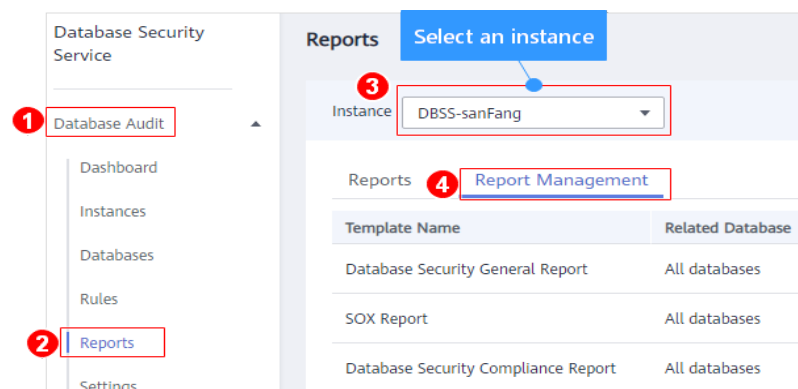 Database Security
Service
1 Database Audit
Dashboard
Instances
Databases
Rules
2 Reports
Settings
Reports
Select an instance
3
Instance DBSS-sanFang
Reports 4 Report Management
Template Name Related Database
Database Security General Report All databases
SOX Report All databases
Database Security Compliance Report All databases